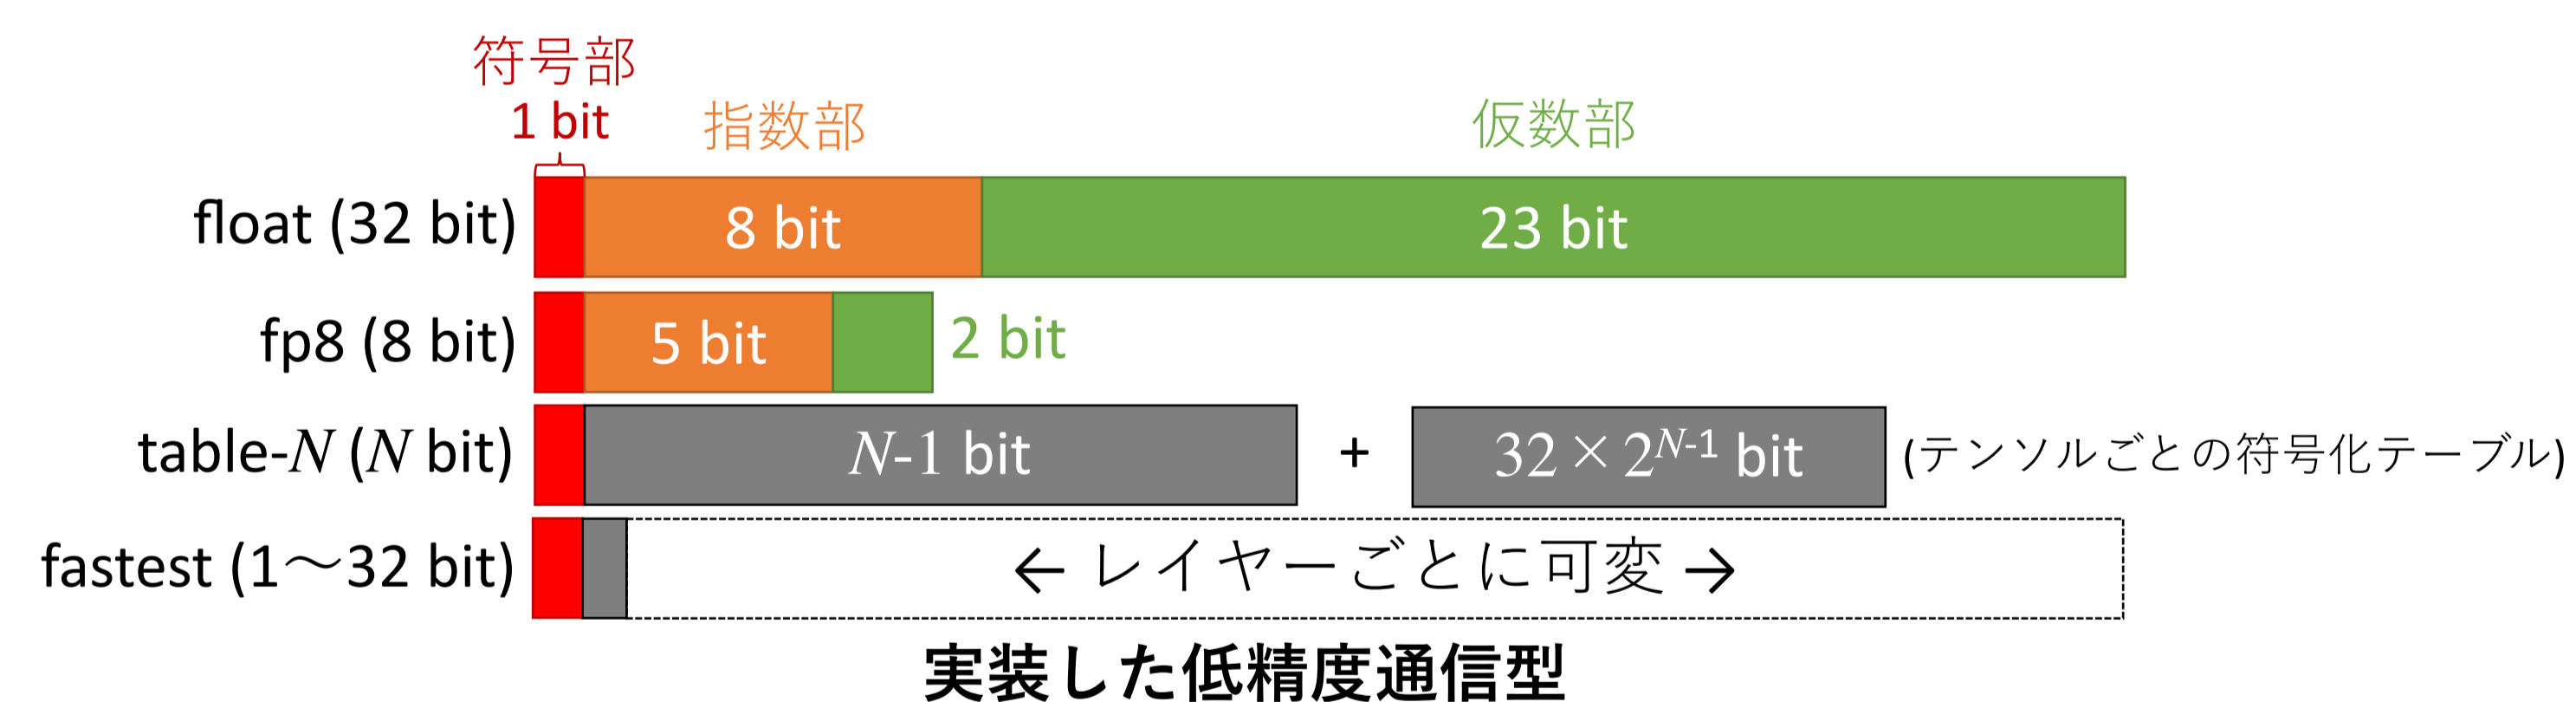 符号部
1 bit
指数部
仮数部
float (32 bit) 8 bit 23 bit
fp8 (8 bit) 5 bit 2 bit
table-N (N bit) N-1 bit + 32×2^{N-1} bit (テンソルごとの符号化テーブル)
fastest (1～32 bit) ← レイヤーごとに可変 →
実装した低精度通信型